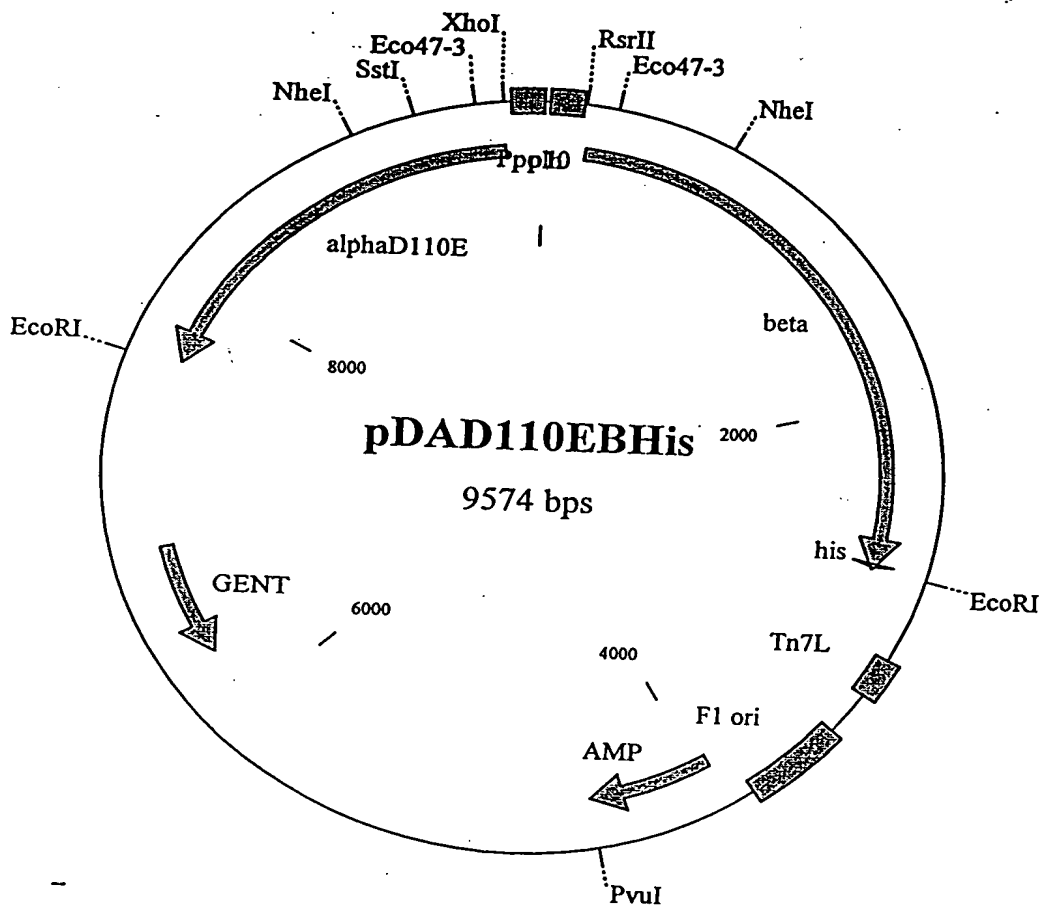 XhoI
RsrII
Eco47-3
Eco47-3
SstI
NheI
NheI
alphaD110E
beta
EcoRI
8000
pDAD110EBHis
2000
9574 bps
his
GENT
EcoRI
6000
Tn7L
4000
F1 ori
AMP
PvuI